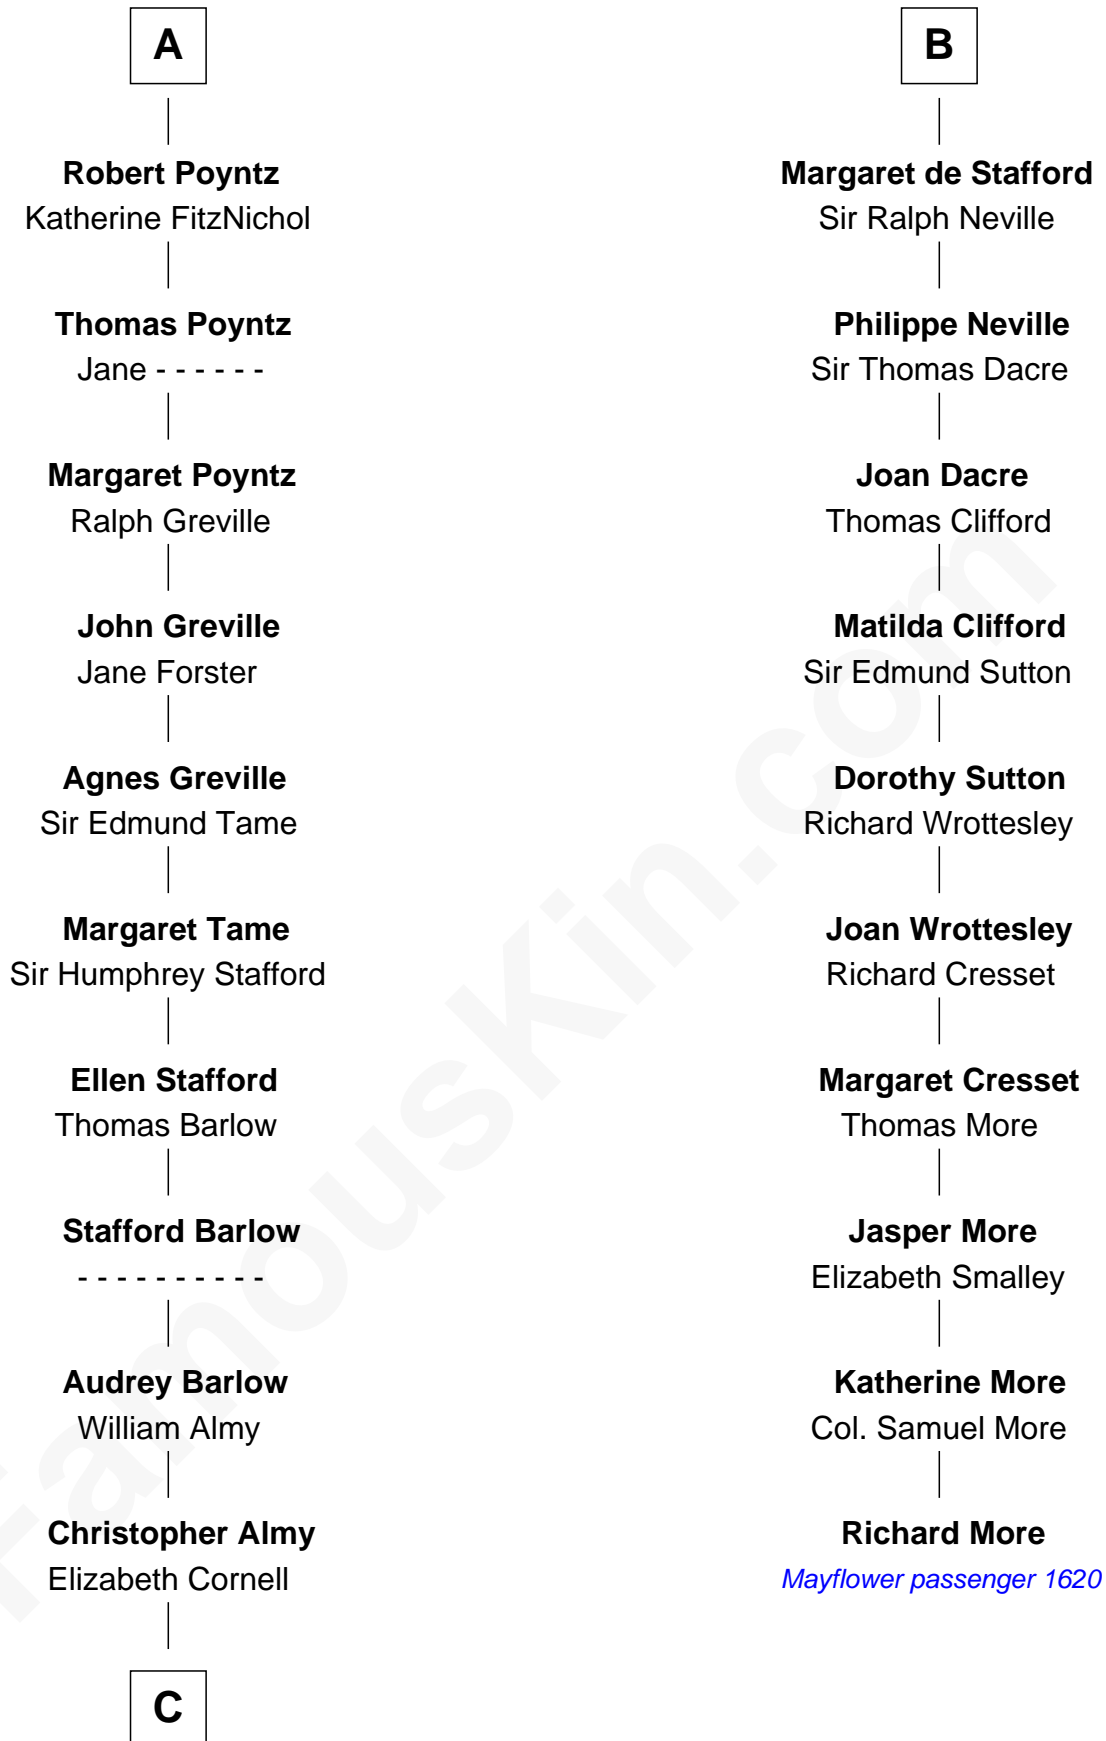 A
Robert Poyntz
Katherine FitzNichol
Thomas Poyntz
Jane - - - - - -
Margaret Poyntz
Ralph Greville
John Greville
Jane Forster
Agnes Greville
Sir Edmund Tame
Margaret Tame
Sir Humphrey Stafford
Ellen Stafford
Thomas Barlow
Stafford Barlow
- - - - - - - - - -
Audrey Barlow
William Almy
Christopher Almy
Elizabeth Cornell
C
B
Margaret de Stafford
Sir Ralph Neville
Philippe Neville
Sir Thomas Dacre
Joan Dacre
Thomas Clifford
Matilda Clifford
Sir Edmund Sutton
Dorothy Sutton
Richard Wrottesley
Joan Wrottesley
Richard Cresset
Margaret Cresset
Thomas More
Jasper More
Elizabeth Smalley
Katherine More
Col. Samuel More
Richard More
Mayflower passenger 1620
FamousKin.com